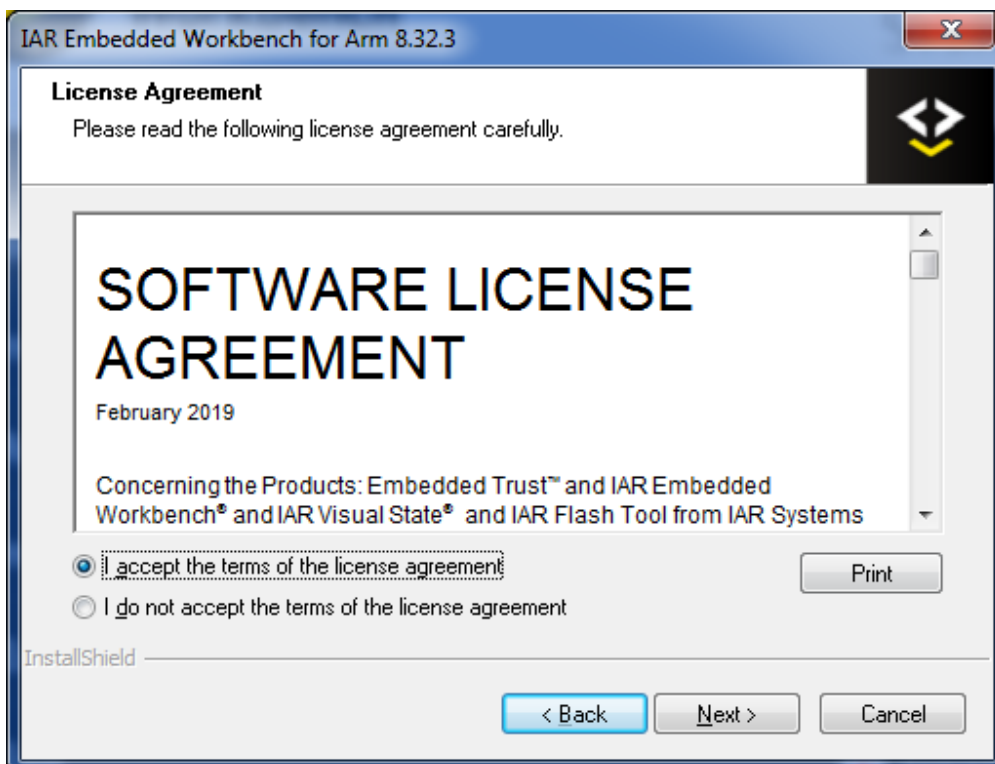 IAR Embedded Workbench for Arm 8.32.3
License Agreement
Please read the following license agreement carefully.
SOFTWARE LICENSE
AGREEMENT
February 2019
Concerning the Products: Embedded Trust™ and IAR Embedded
Workbench® and IAR Visual State® and IAR Flash Tool from IAR Systems
I accept the terms of the license agreement
Print
I do not accept the terms of the license agreement
InstallShield
< Back
Next >
Cancel